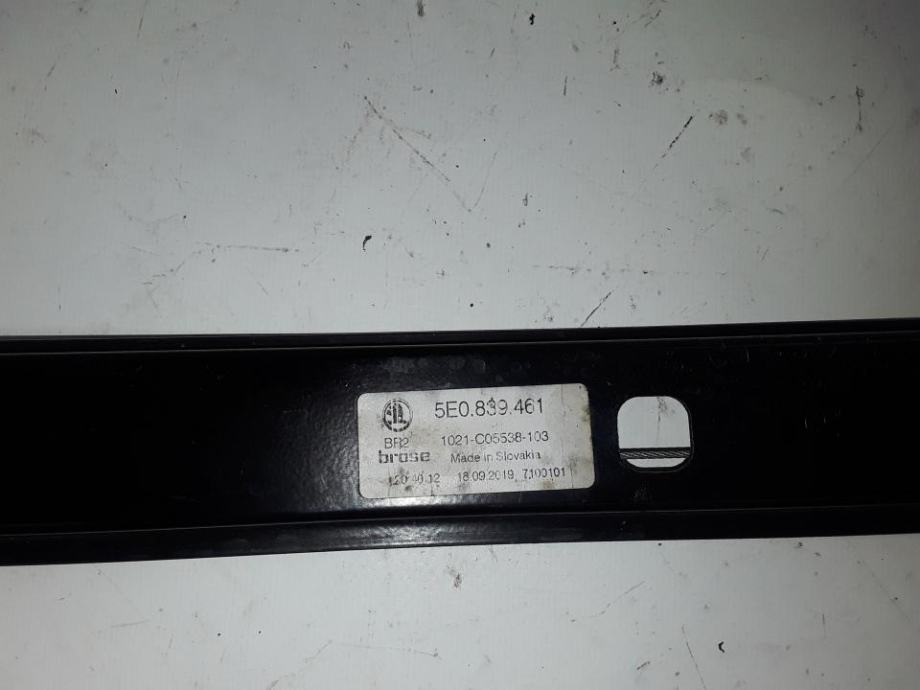 5E0.839.461
BR2 1021-C05538-103
brose Made in Slovakia
18.09.2019 7100101